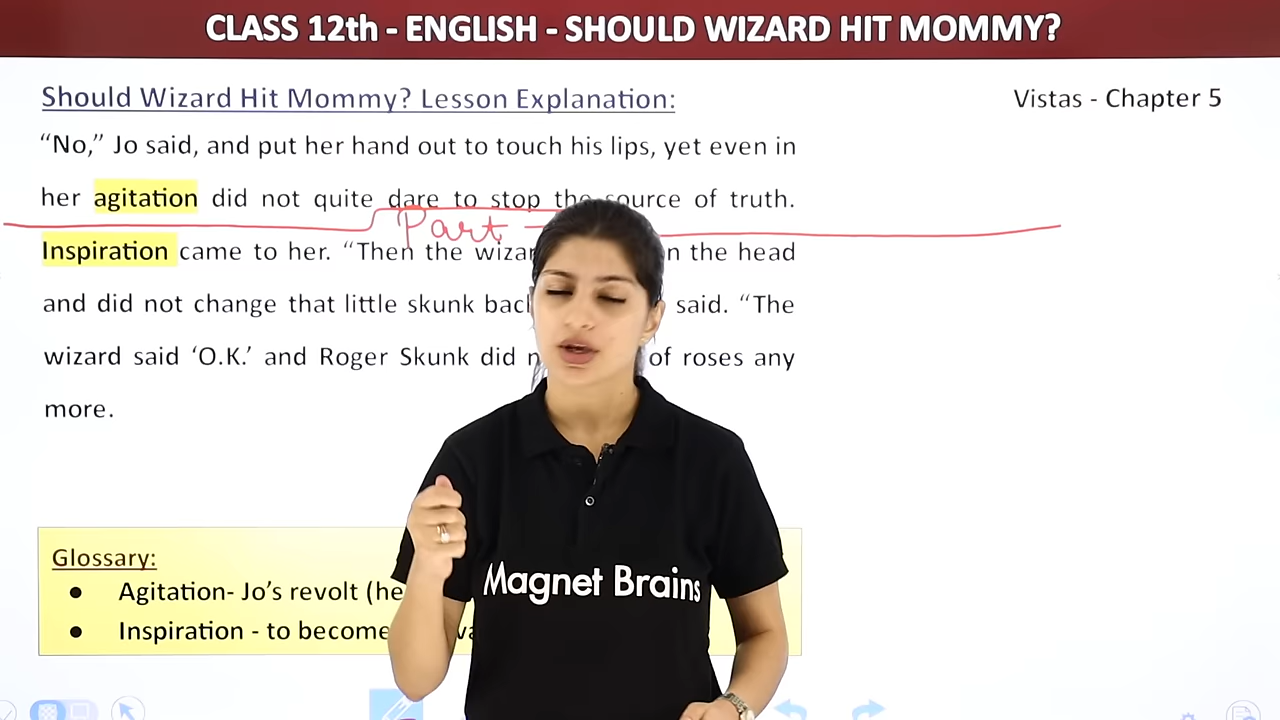 CLASS 12th - ENGLISH - SHOULD WIZARD HIT MOMMY?
Should Wizard Hit Mommy? Lesson Explanation:
Vistas - Chapter 5
“No,” Jo said, and put her hand out to touch his lips, yet even in
her agitation did not quite dare to stop the source of truth.
Part
Inspiration came to her. “Then the n the head
and did not change that little skunk said. “The
wizard said ‘O.K.’ and Roger Skunk did of roses any
more.
Glossary:
Agitation- Jo’s revolt
Inspiration - to become
Magnet Brains